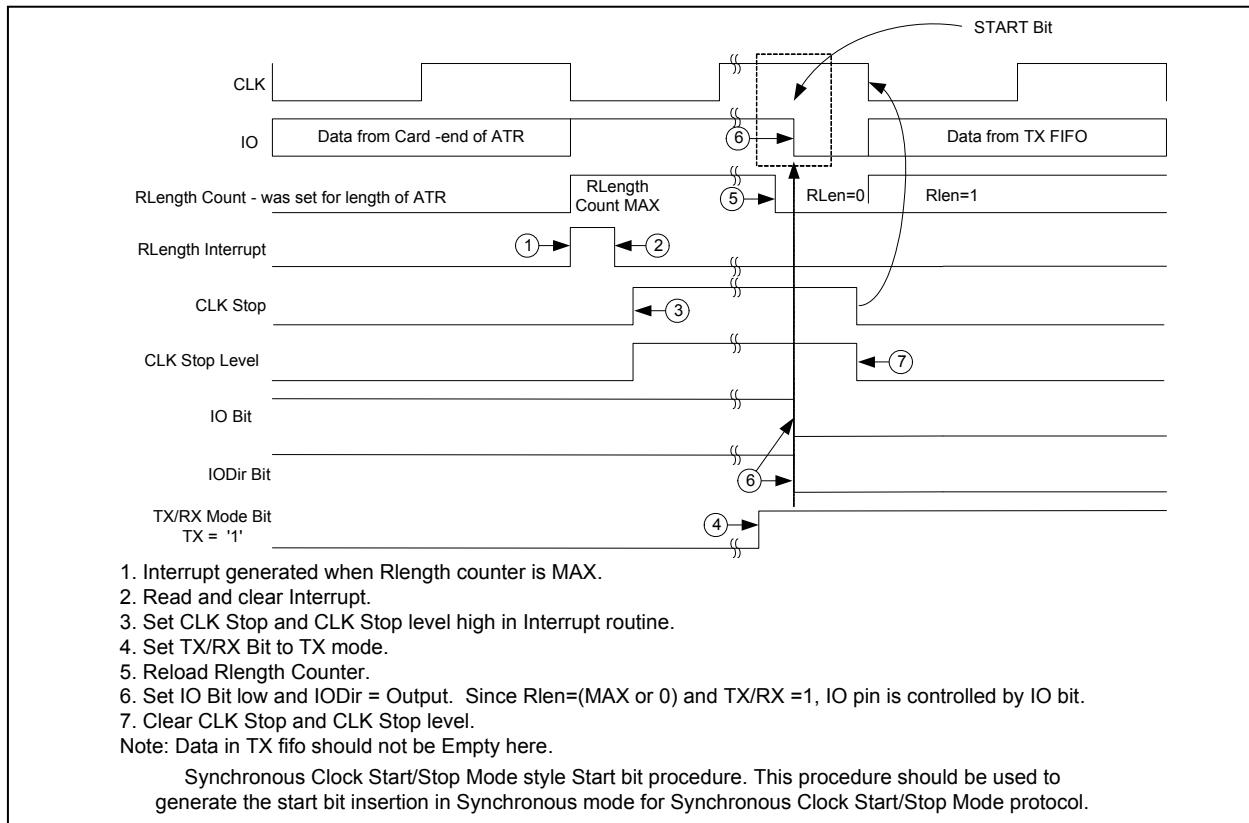 START Bit
CLK
IO
Data from Card -end of ATR
6
Data from TX FIFO
RLength Count - was set for length of ATR
RLength
Count MAX
5
RLen=0
Rlen=1
RLength Interrupt
1
2
CLK Stop
3
CLK Stop Level
7
IO Bit
IODir Bit
6
TX/RX Mode Bit
TX = '1'
4
1. Interrupt generated when Rlength counter is MAX.
2. Read and clear Interrupt.
3. Set CLK Stop and CLK Stop level high in Interrupt routine.
4. Set TX/RX Bit to TX mode.
5. Reload Rlength Counter.
6. Set IO Bit low and IODir = Output. Since Rlen=(MAX or 0) and TX/RX =1, IO pin is controlled by IO bit.
7. Clear CLK Stop and CLK Stop level.
Note: Data in TX fifo should not be Empty here.
Synchronous Clock Start/Stop Mode style Start bit procedure. This procedure should be used to
generate the start bit insertion in Synchronous mode for Synchronous Clock Start/Stop Mode protocol.